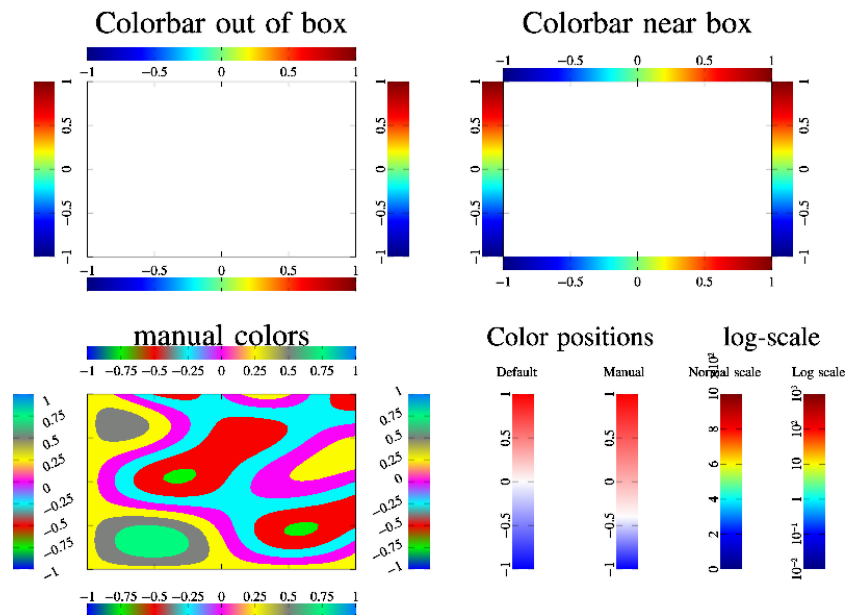 Colorbar out of box
−1 −0.5 0 0.5 1
−1 −0.5 0 0.5 1
−1 −0.5 0 0.5 1
−1 −0.5 0 0.5 1
Colorbar near box
−1 −0.5 0 0.5 1
−1 −0.5 0 0.5 1
−1 −0.5 0 0.5 1
−1 −0.5 0 0.5 1
manual colors
−1 −0.75 −0.5 −0.25 0 0.25 0.5 0.75 1
1 0.75 0.5 0.25 0 −0.25 −0.5 −0.75 −1
1 0.75 0.5 0.25 0 −0.25 −0.5 −0.75 −1
−1 −0.75 −0.5 −0.25 0 0.25 0.5 0.75 1
Color positions
Default
−1 −0.5 0 0.5 1
Manual
−1 −0.5 0 0.5 1
log-scale
Normal scale
0 2 4 6 8 10
Log scale
10⁻² 10⁻¹ 1 10 10² 10³